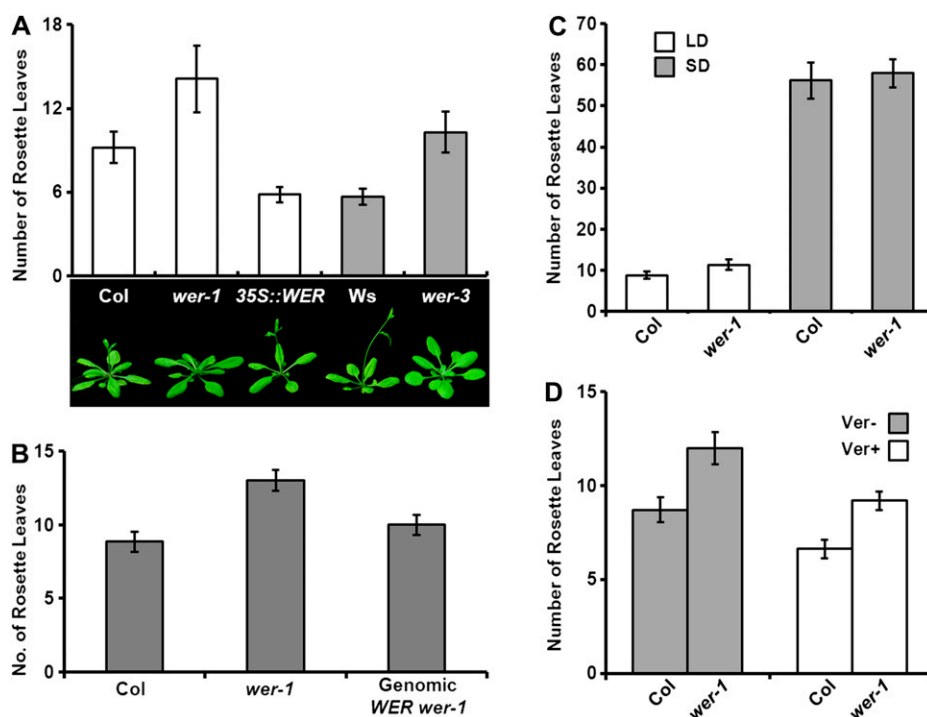 A
Number of Rosette Leaves
18
12
6
0
Col wer-1 35S::WER Ws wer-3
B
No. of Rosette Leaves
15
10
5
0
Col wer-1 Genomic
WER wer-1
C
Number of Rosette Leaves
70
60
50
40
30
20
10
0
LD
SD
Col wer-1 Col wer-1
D
Number of Rosette Leaves
15
10
5
0
Ver-
Ver+
Col wer-1 Col wer-1